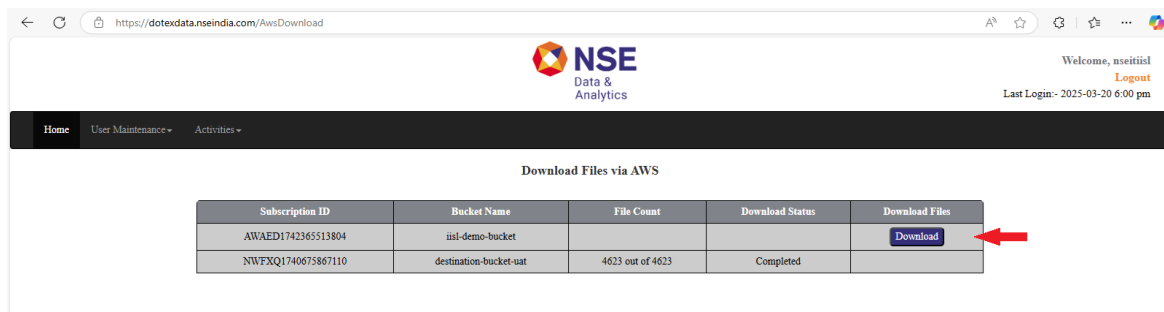 https://dotexdata.nseindia.com/AwsDownload
NSE
Data &
Analytics
Welcome, nseitiisl
Logout
Last Login:- 2025-03-20 6:00 pm
Home User Maintenance Activities
Download Files via AWS
Subscription ID Bucket Name File Count Download Status Download Files
AWAED1742365513804 iisl-demo-bucket Download
NWFXQ1740675867110 destination-bucket-uat 4623 out of 4623 Completed